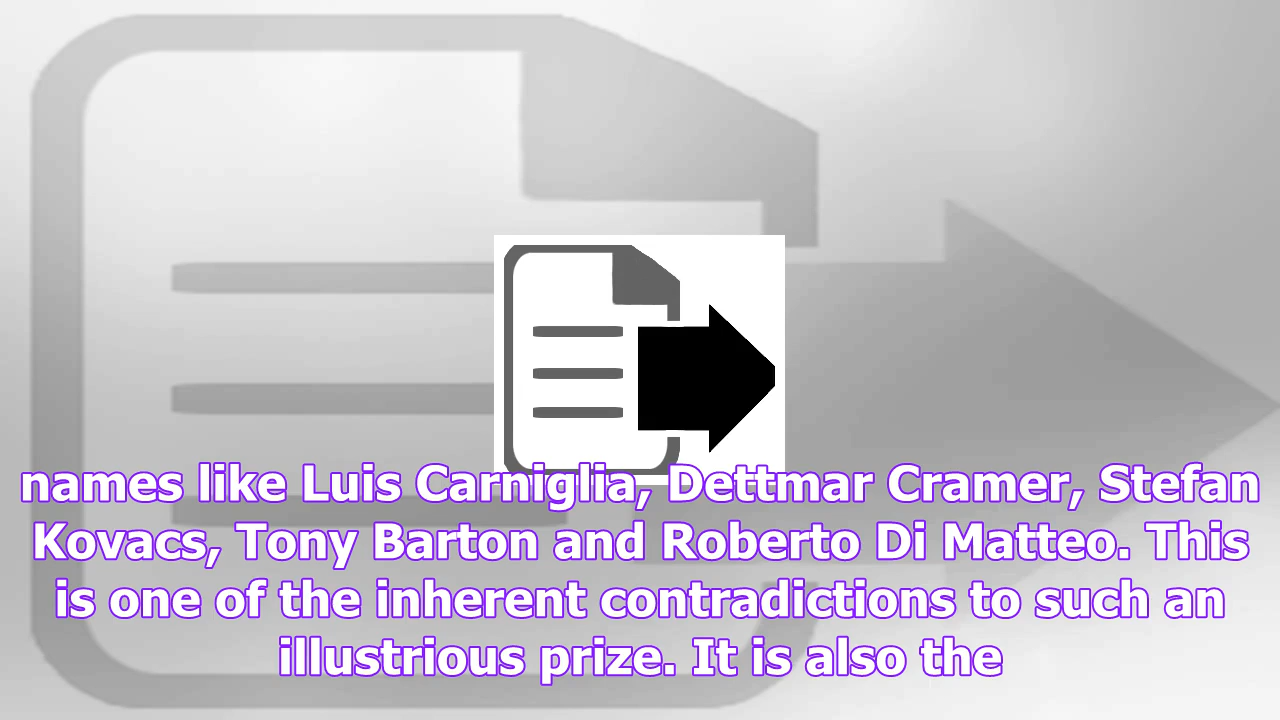 names like Luis Carniglia, Dettmar Cramer, Stefan
Kovacs, Tony Barton and Roberto Di Matteo. This
is one of the inherent contradictions to such an
illustrious prize. It is also the